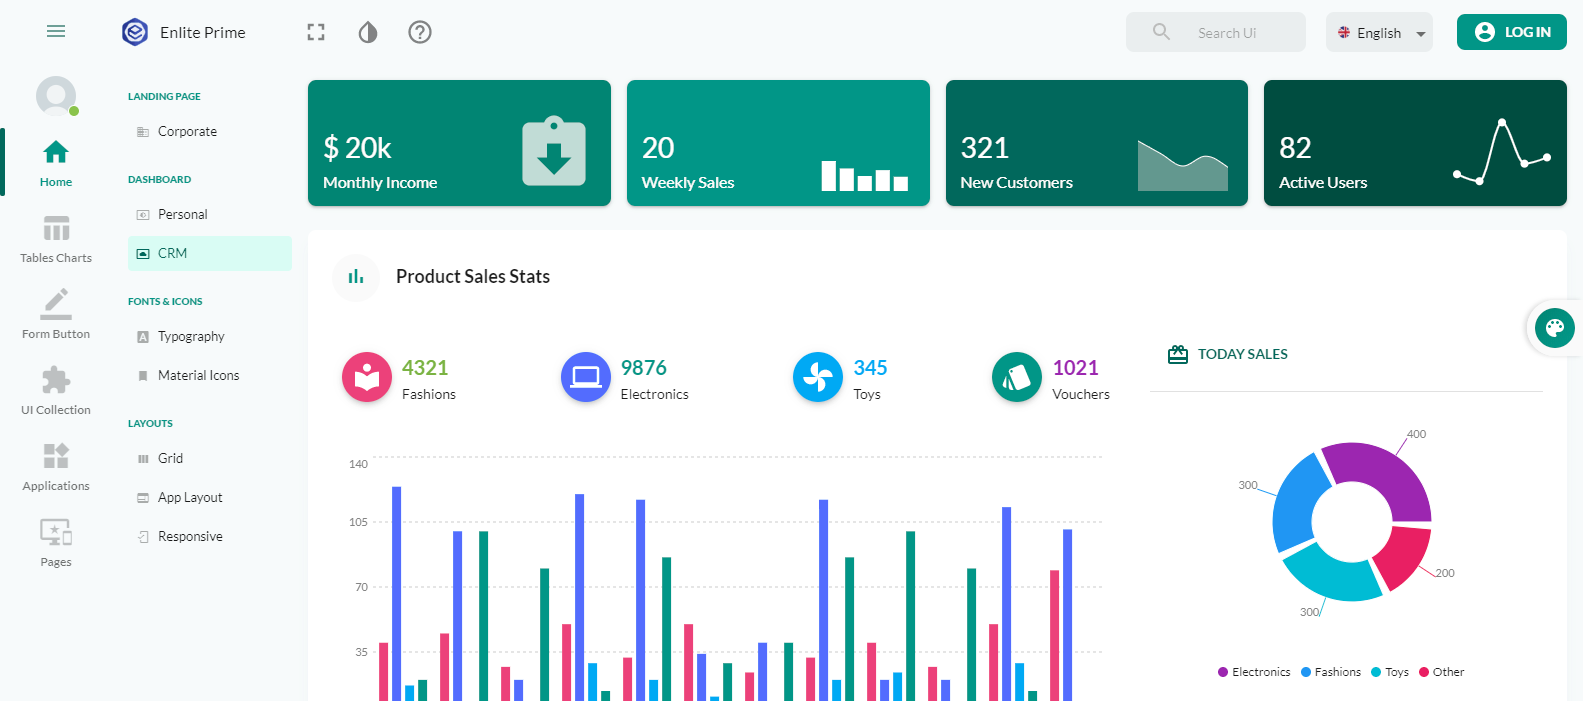 Enlite Prime
Search UI
English
LOG IN
Home
Tables Charts
Form Button
UI Collection
Applications
Pages
LANDING PAGE
Corporate
DASHBOARD
Personal
CRM
FONTS & ICONS
Typography
Material Icons
LAYOUTS
Grid
App Layout
Responsive
$ 20k
Monthly Income
20
Weekly Sales
321
New Customers
82
Active Users
Product Sales Stats
4321
Fashions
9876
Electronics
345
Toys
1021
Vouchers
140
105
70
35
TODAY SALES
400
300
200
300
Electronics Fashions Toys Other